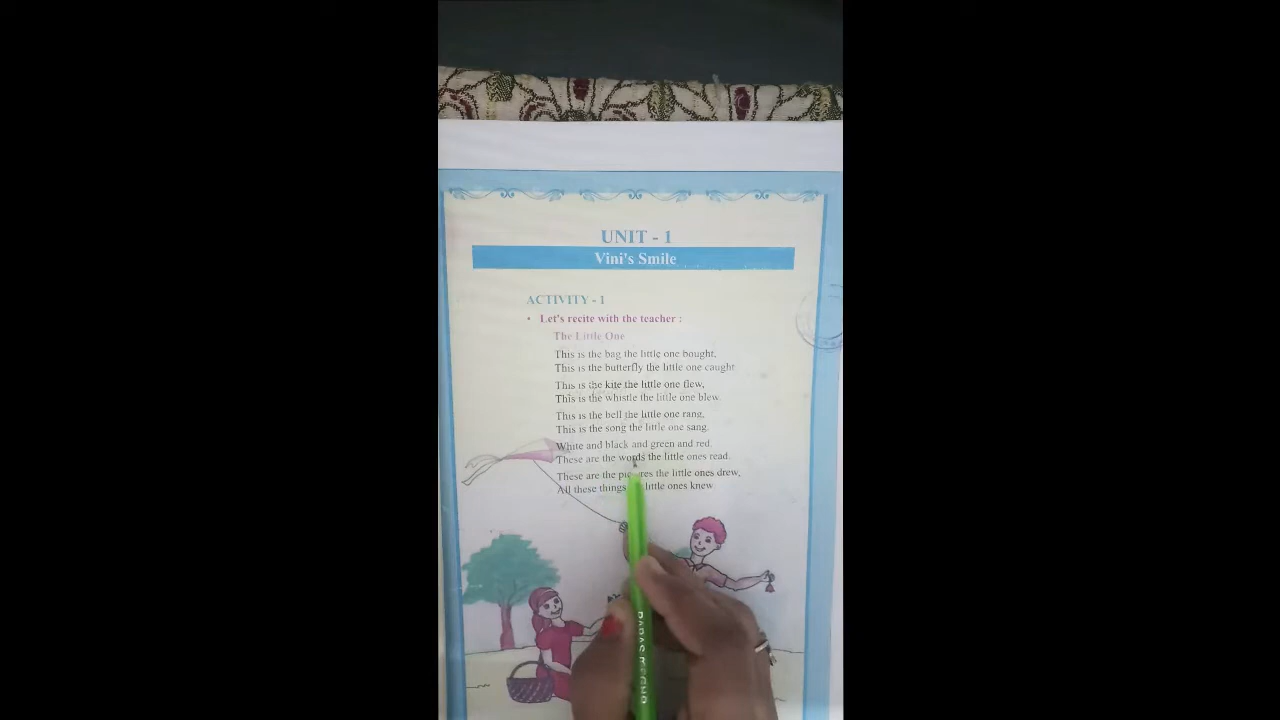 UNIT - 1
Vini's Smile
ACTIVITY - 1
• Let's recite with the teacher :
The Little One
This is the bag the little one bought,
This is the butterfly the little one caught
This is the kite the little one flew,
This is the whistle the little one blew.
This is the bell the little one rang,
This is the song the little one sang.
White and black and green and red.
These are the words the little ones read.
These are the pictures the little ones drew,
All these things little ones knew